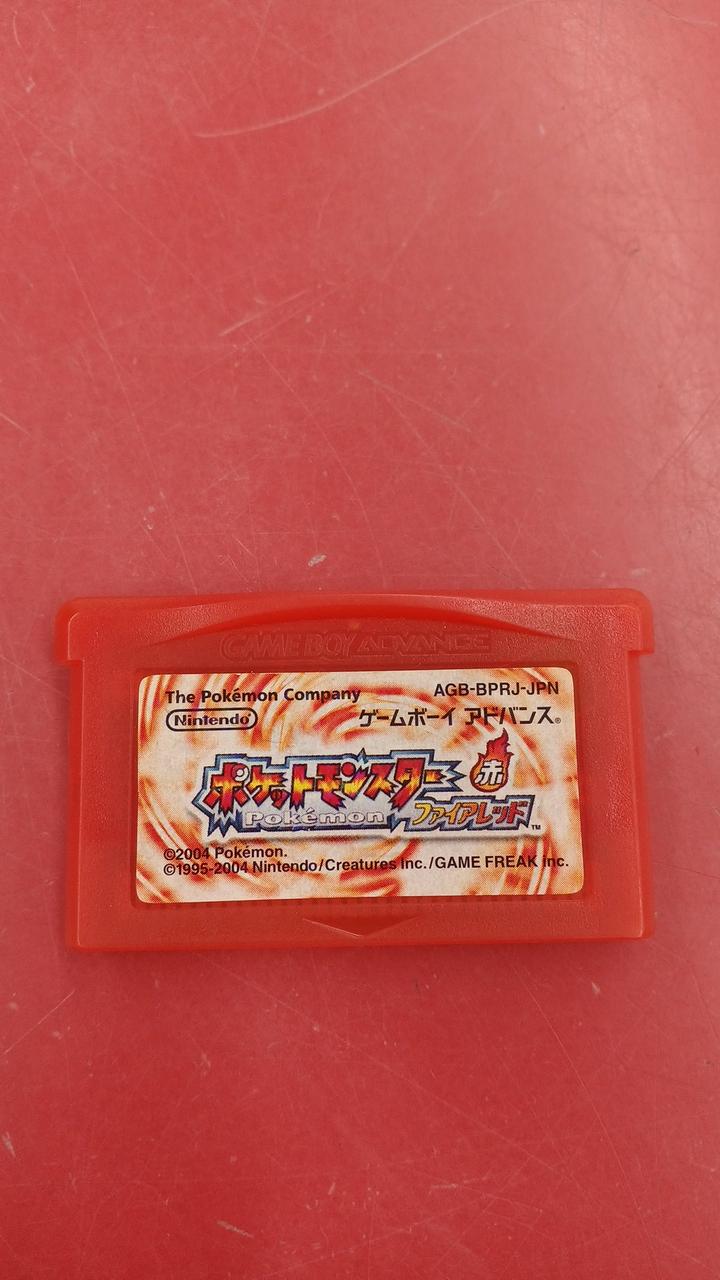 GAME BOY ADVANCE
The Pokémon Company AGB-BPRJ-JPN
Nintendo® ゲームボーイ アドバンス®
ポケットモンスター 赤
Pokémon ファイアレッド™
©2004 Pokémon.
©1995-2004 Nintendo/Creatures Inc./GAME FREAK inc.